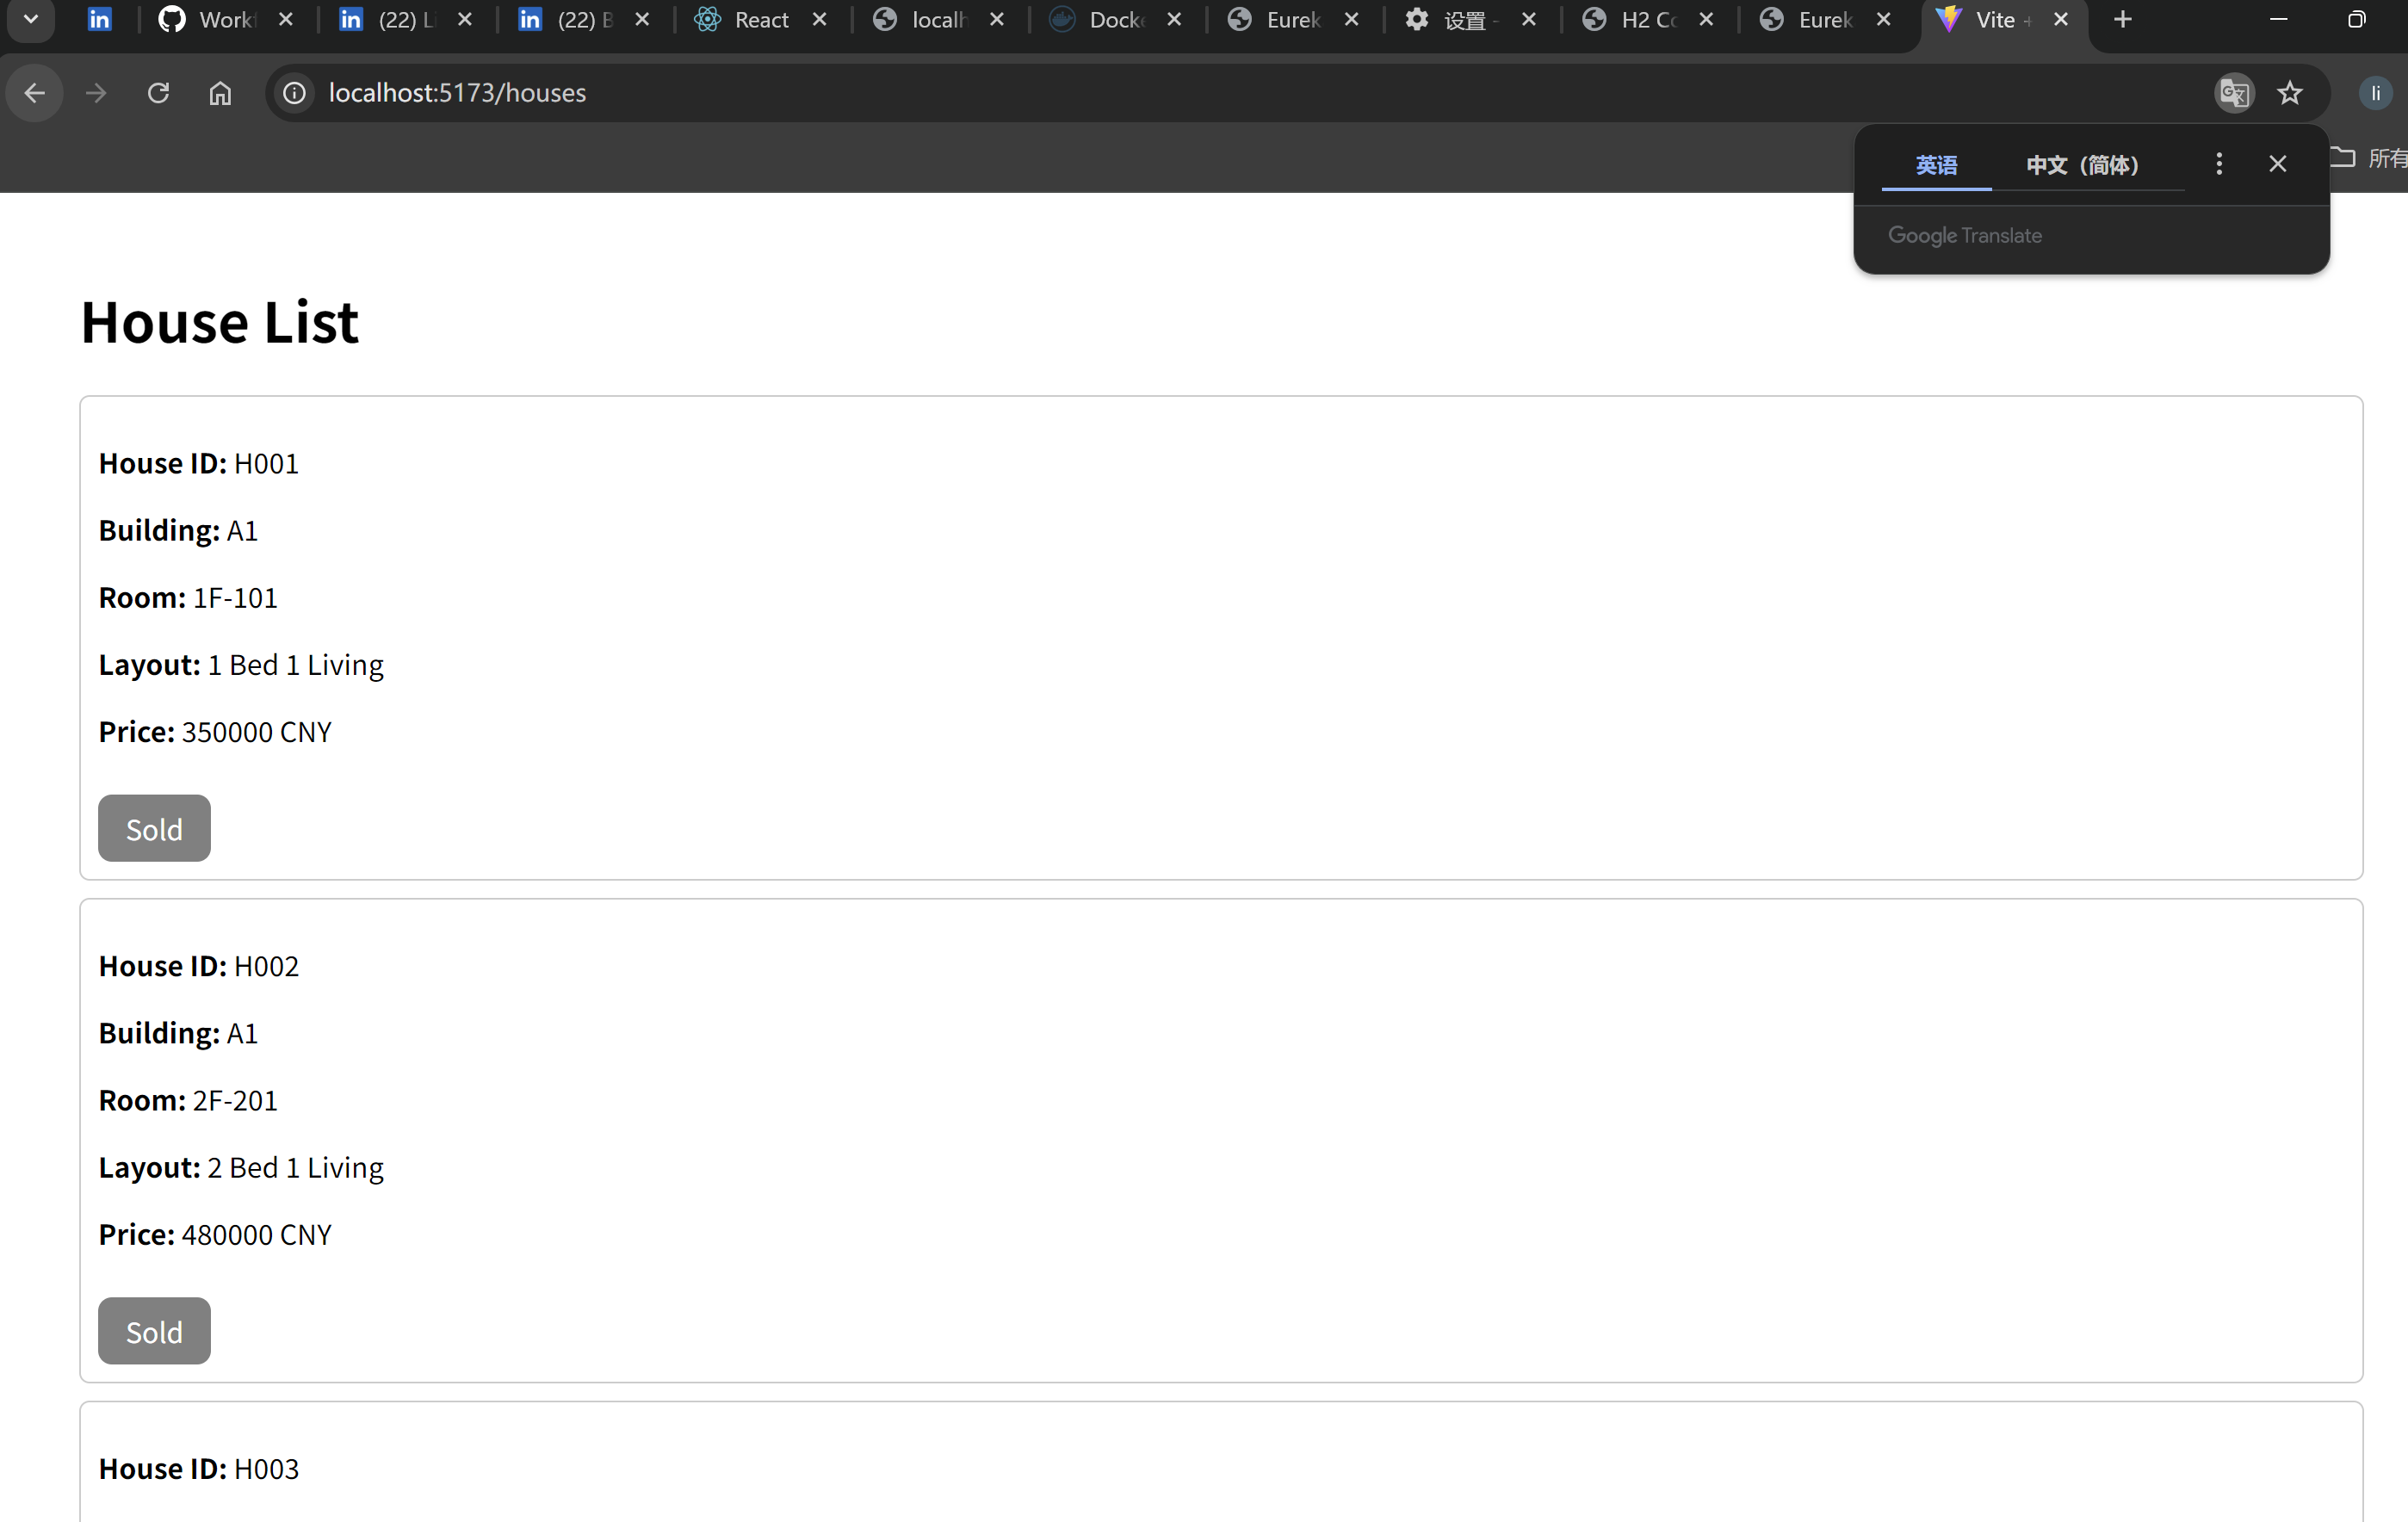 Work
(22) L
(22) B
React
localh
Docke
Eurek
设置 -
H2 Co
Eurek
Vite +
localhost:5173/houses
li
英语
中文（简体）
所有
Google Translate
House List
House ID: H001
Building: A1
Room: 1F-101
Layout: 1 Bed 1 Living
Price: 350000 CNY
Sold
House ID: H002
Building: A1
Room: 2F-201
Layout: 2 Bed 1 Living
Price: 480000 CNY
Sold
House ID: H003